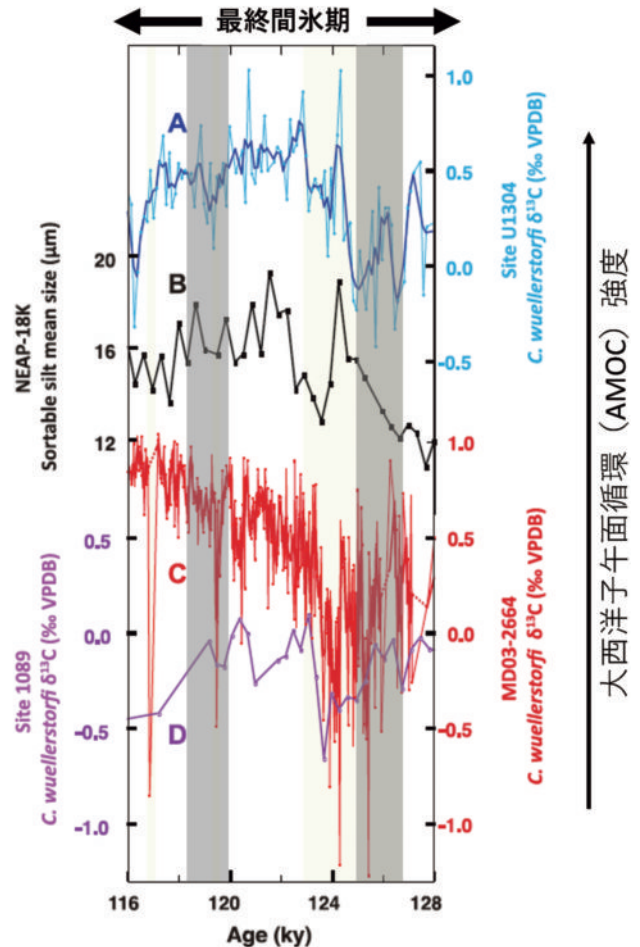 最終間氷期
A
B
C
D
1.0
0.5
0.0
-0.5
Site U1304
C. wuellerstorfi δ¹³C (‰ VPDB)
20
16
12
NEAP-18K
Sortable silt mean size (μm)
1.0
0.5
0.0
-0.5
-1.0
MD03-2664
C. wuellerstorfi δ¹³C (‰ VPDB)
0.5
0.0
-0.5
-1.0
Site 1089
C. wuellerstorfi δ¹³C (‰ VPDB)
116
120
124
128
Age (ky)
大西洋子午面循環（AMOC）強度